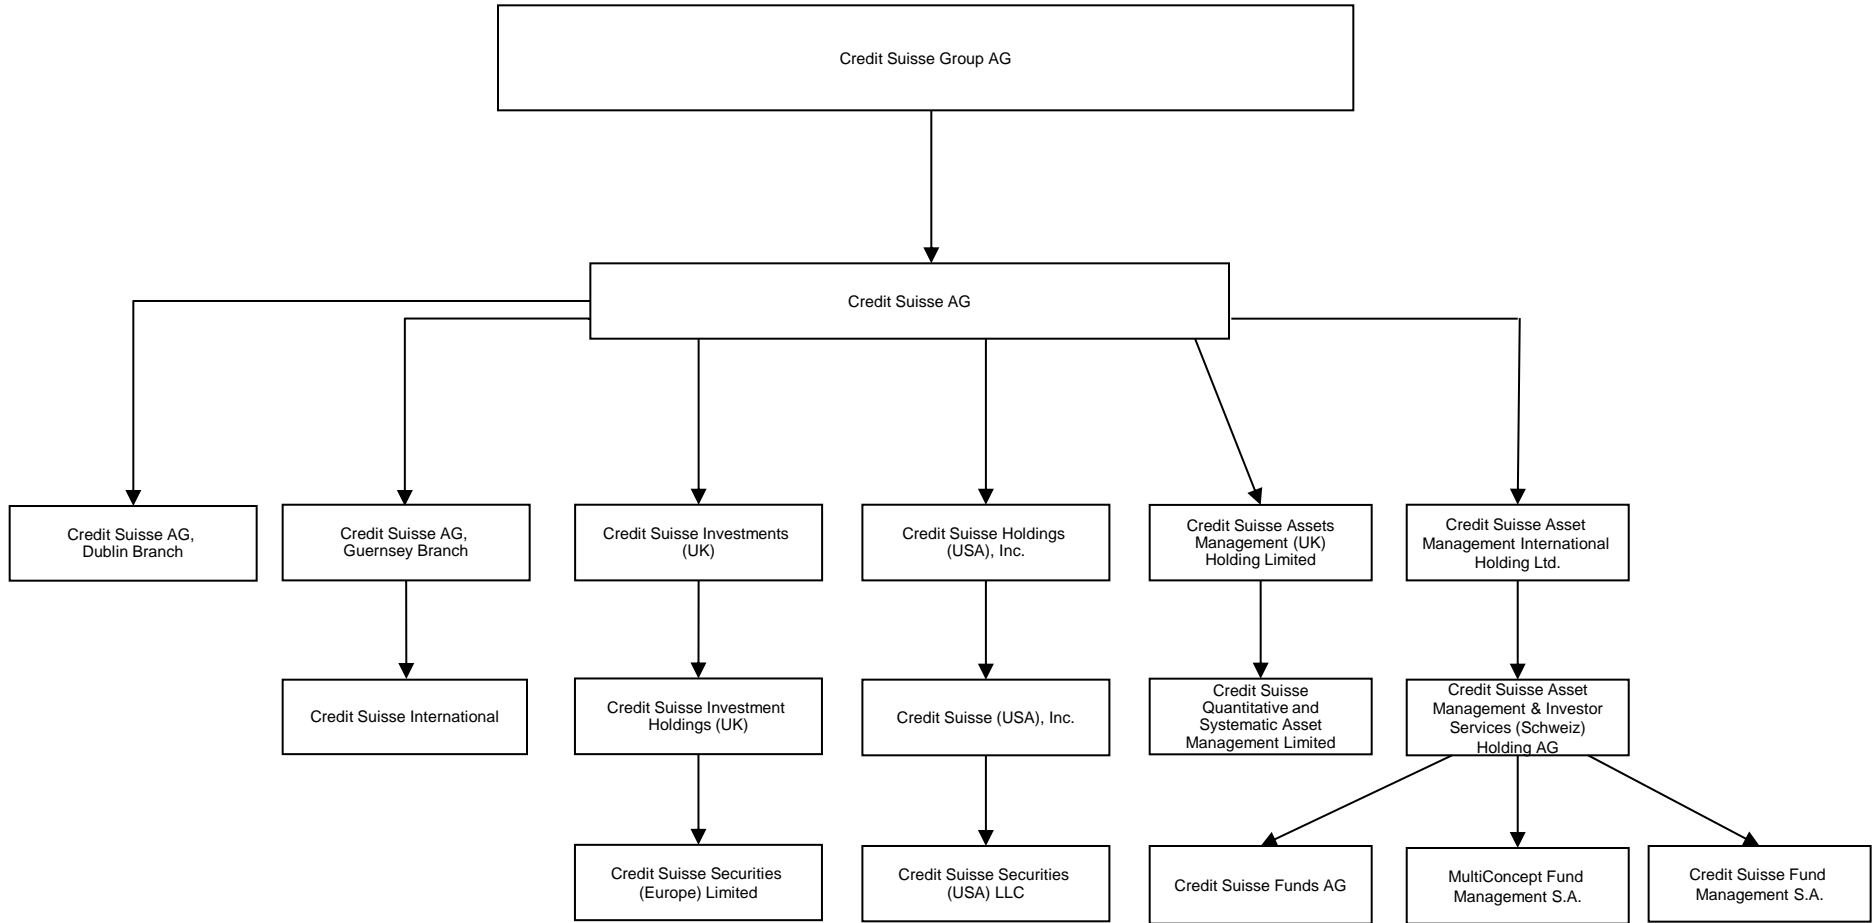 Credit Suisse Group AG
Credit Suisse AG
Credit Suisse AG,
Dublin Branch
Credit Suisse AG,
Guernsey Branch
Credit Suisse Investments
(UK)
Credit Suisse Holdings
(USA), Inc.
Credit Suisse Assets
Management (UK)
Holding Limited
Credit Suisse Asset
Management International
Holding Ltd.
Credit Suisse International
Credit Suisse Investment
Holdings (UK)
Credit Suisse (USA), Inc.
Credit Suisse
Quantitative and
Systematic Asset
Management Limited
Credit Suisse Asset
Management & Investor
Services (Schweiz)
Holding AG
Credit Suisse Securities
(Europe) Limited
Credit Suisse Securities
(USA) LLC
Credit Suisse Funds AG
MultiConcept Fund
Management S.A.
Credit Suisse Fund
Management S.A.